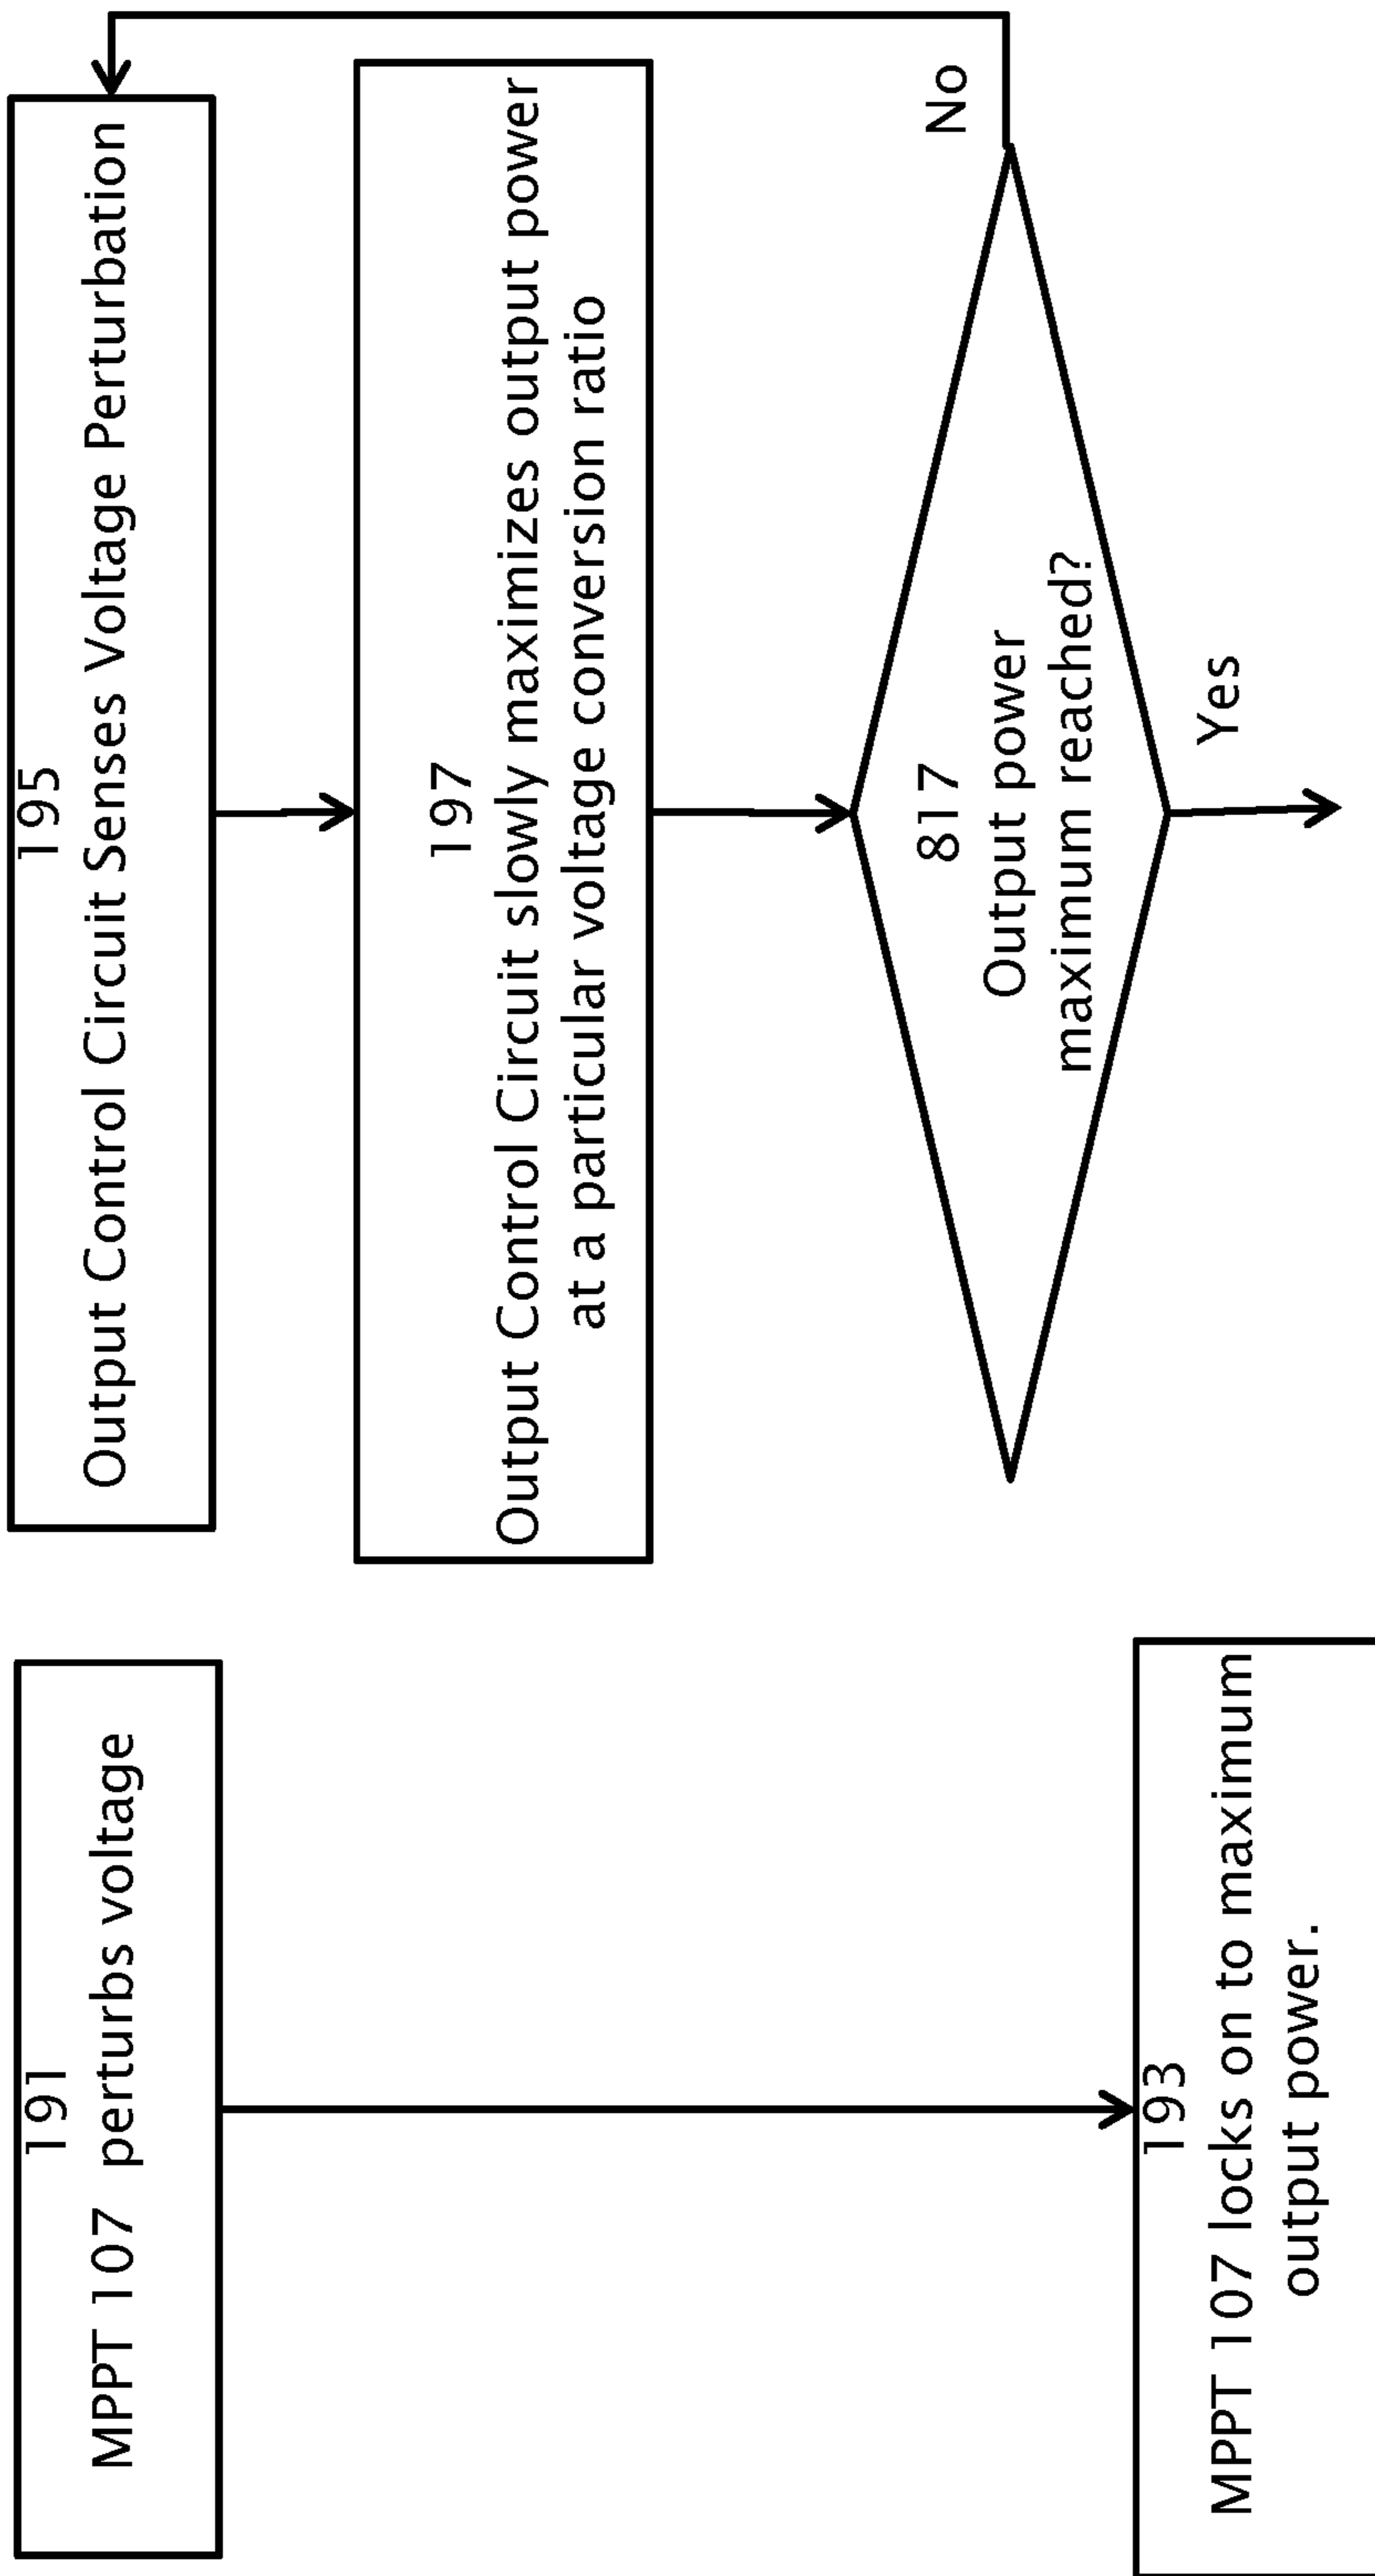 191
MPPT 107 perturbs voltage
193
MPPT 107 locks on to maximum
output power.
195
Output Control Circuit Senses Voltage Perturbation
197
Output Control Circuit slowly maximizes output power
at a particular voltage conversion ratio
817
Output power
maximum reached?
No
Yes